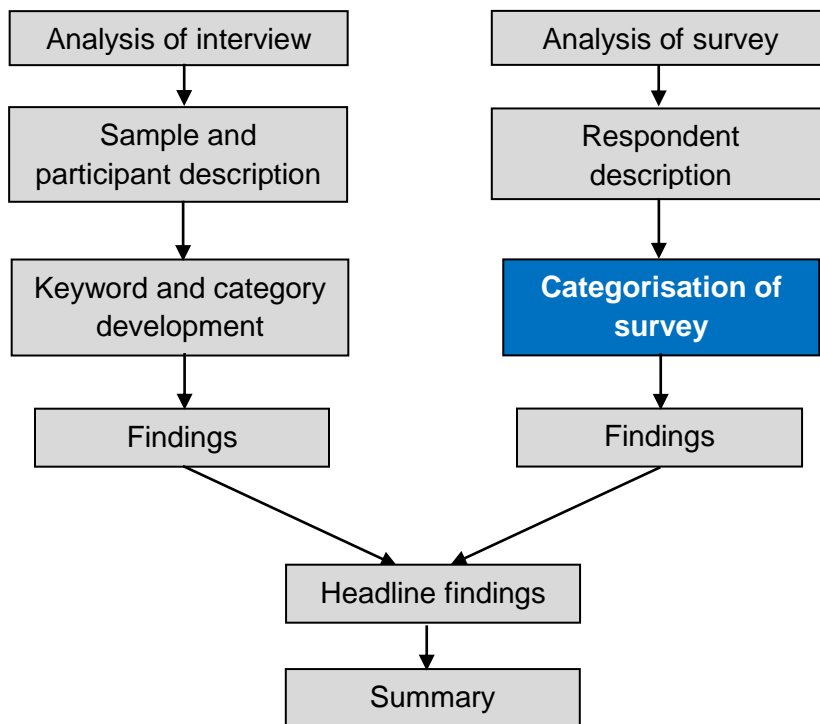 Analysis of interview
Sample and
participant description
Keyword and category
development
Findings
Analysis of survey
Respondent
description
Categorisation of
survey
Findings
Headline findings
Summary